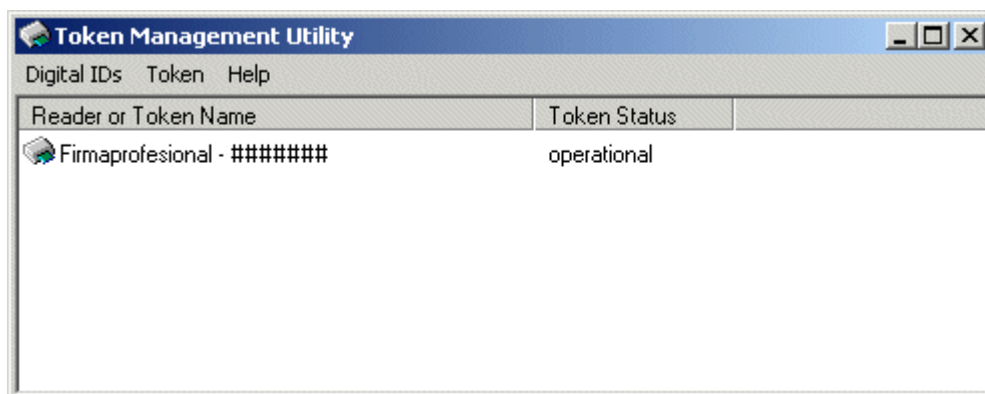 Token Management Utility
Digital IDs Token Help
Reader or Token Name Token Status
Firmaprofesional - ####### operational